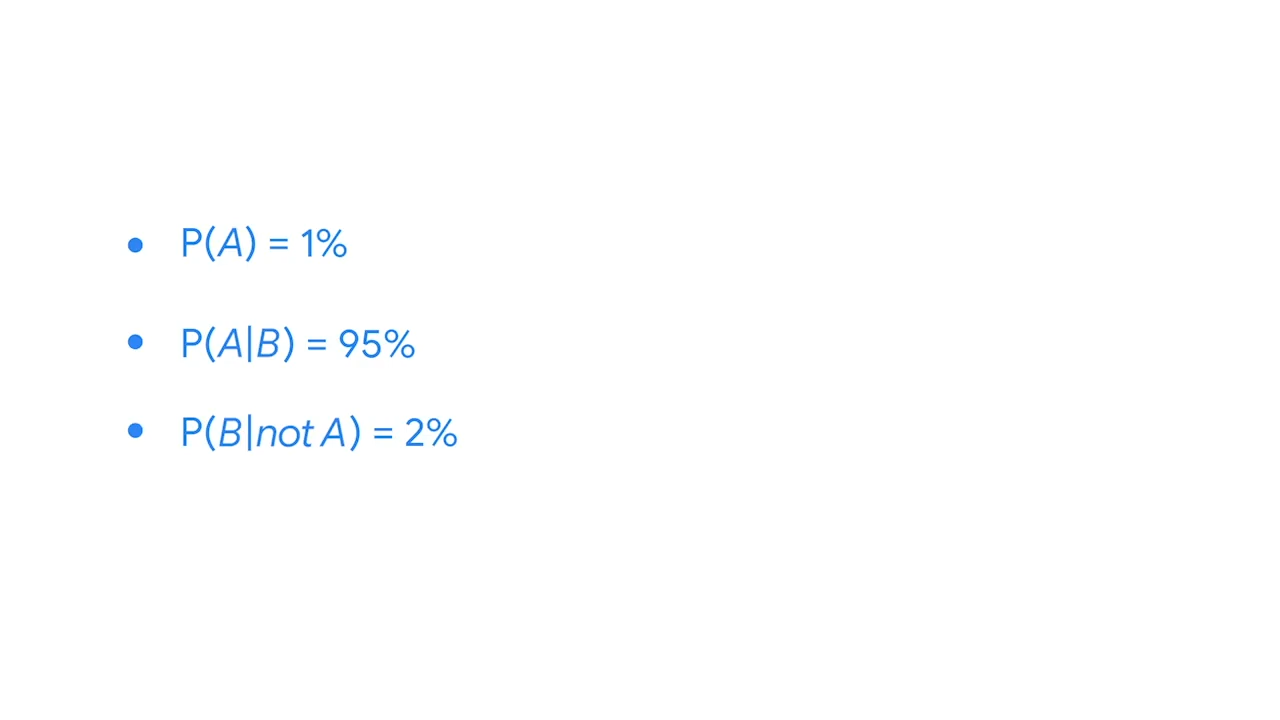 • P(A) = 1%
• P(A|B) = 95%
• P(B|not A) = 2%